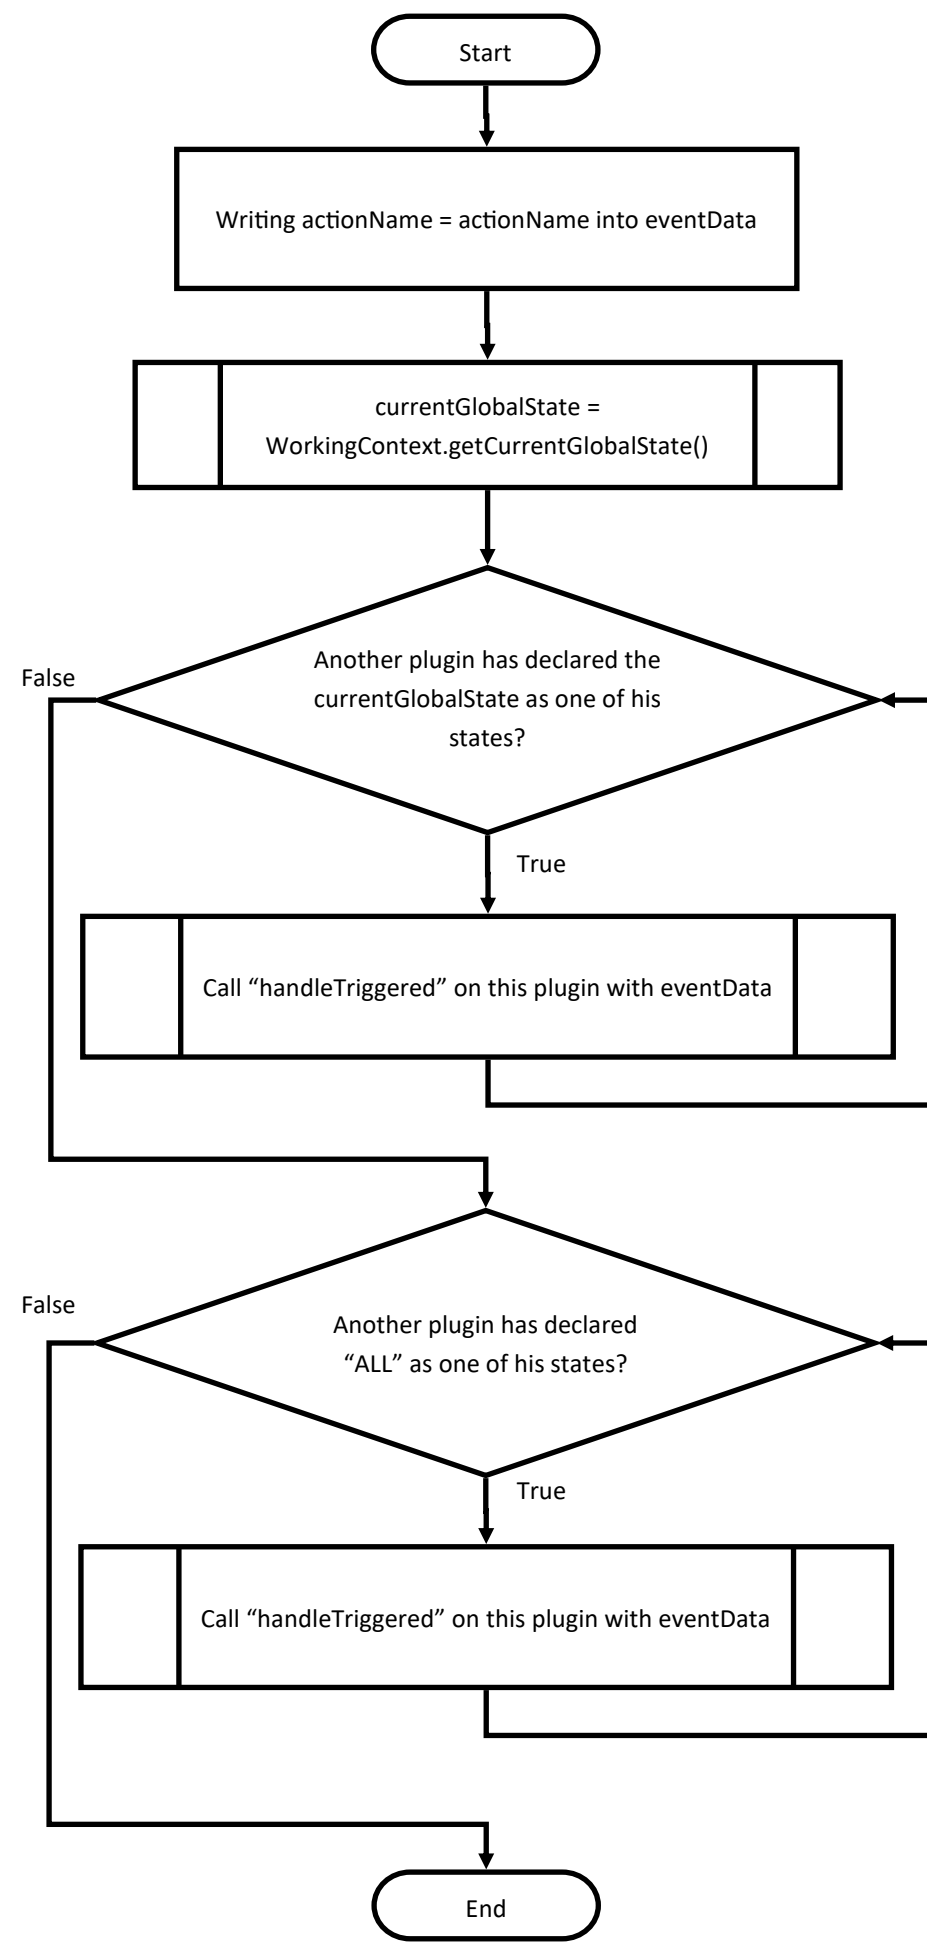 Start
Writing actionName = actionName into eventData
currentGlobalState =
WorkingContext.getCurrentGlobalState()
Another plugin has declared the
currentGlobalState as one of his
states?
False
True
Call “handleTriggered” on this plugin with eventData
False
Another plugin has declared
“ALL” as one of his states?
True
Call “handleTriggered” on this plugin with eventData
End